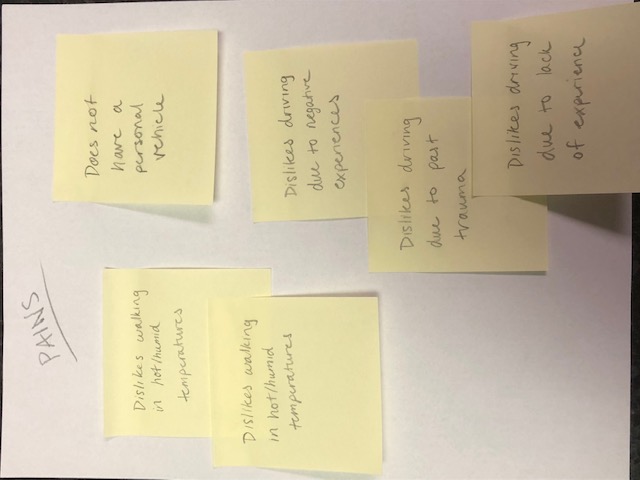 PAINS
Dislikes walking
in hot/humid
temperatures
Dislikes walking
in hot/humid
temperatures
Does not
have a
personal
vehicle
Dislikes driving
due to negative
experiences
Dislikes driving
due to past
trauma
Dislikes driving
due to lack
of experience